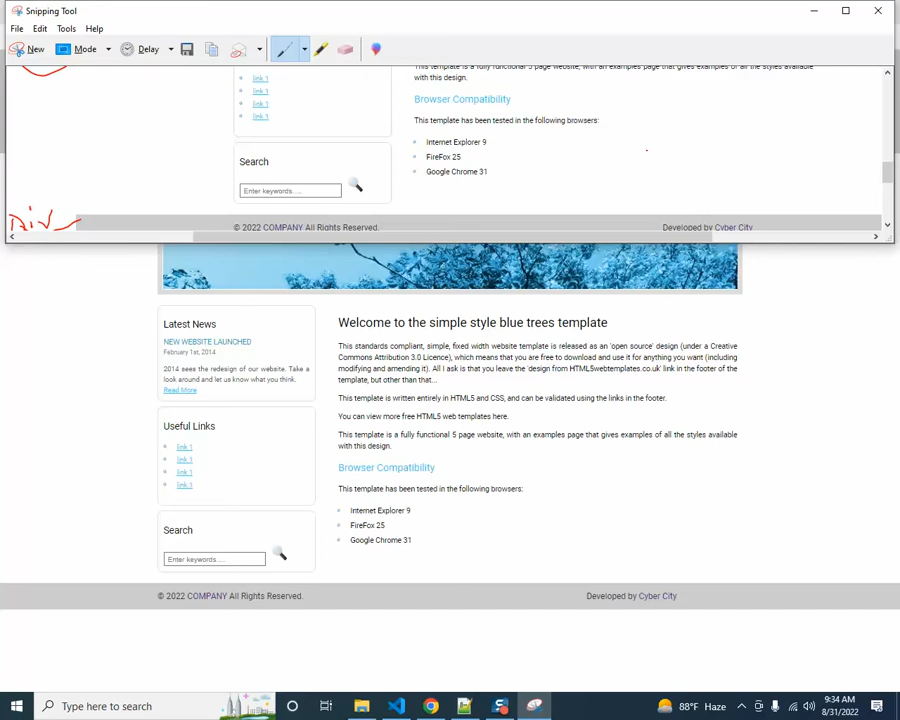 Snipping Tool
File Edit Tools Help
New Mode Delay
This template is a fully functional 5 page website, with an examples page that gives examples of all the styles available
with this design.
link 1
link 1
link 1
link 1
Browser Compatibility
This template has been tested in the following browsers:
Internet Explorer 9
FireFox 25
Google Chrome 31
Search
Enter keywords.....
Div
© 2022 COMPANY All Rights Reserved. Developed by Cyber City
Latest News
NEW WEBSITE LAUNCHED
February 1st, 2014
2014 sees the redesign of our website. Take a
look around and let us know what you think.
Read More
Useful Links
link 1
link 1
link 1
link 1
Search
Enter keywords.....
Welcome to the simple style blue trees template
This standards compliant, simple, fixed width website template is released as an 'open source' design (under a Creative
Commons Attribution 3.0 Licence), which means that you are free to download and use it for anything you want (including
modifying and amending it). All I ask is that you leave the 'design from HTML5webtemplates.co.uk' link in the footer of the
template, but other than that...
This template is written entirely in HTML5 and CSS, and can be validated using the links in the footer.
You can view more free HTML5 web templates here.
This template is a fully functional 5 page website, with an examples page that gives examples of all the styles available
with this design.
Browser Compatibility
This template has been tested in the following browsers:
Internet Explorer 9
FireFox 25
Google Chrome 31
© 2022 COMPANY All Rights Reserved. Developed by Cyber City
Type here to search
88°F Haze
9:34 AM
8/31/2022